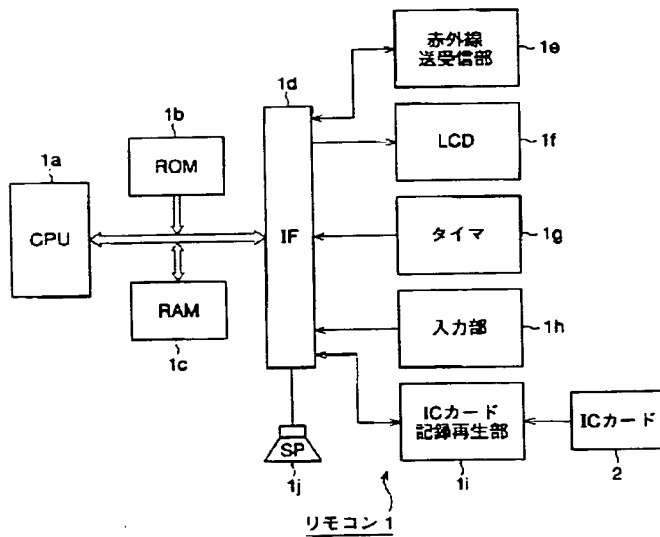 1a
CPU
1b
ROM
RAM
1c
1d
IF
赤外線
送受信部
1e
LCD
1f
タイマ
1g
入力部
1h
ICカード
記録再生部
1i
ICカード
2
SP
1j
リモコン1